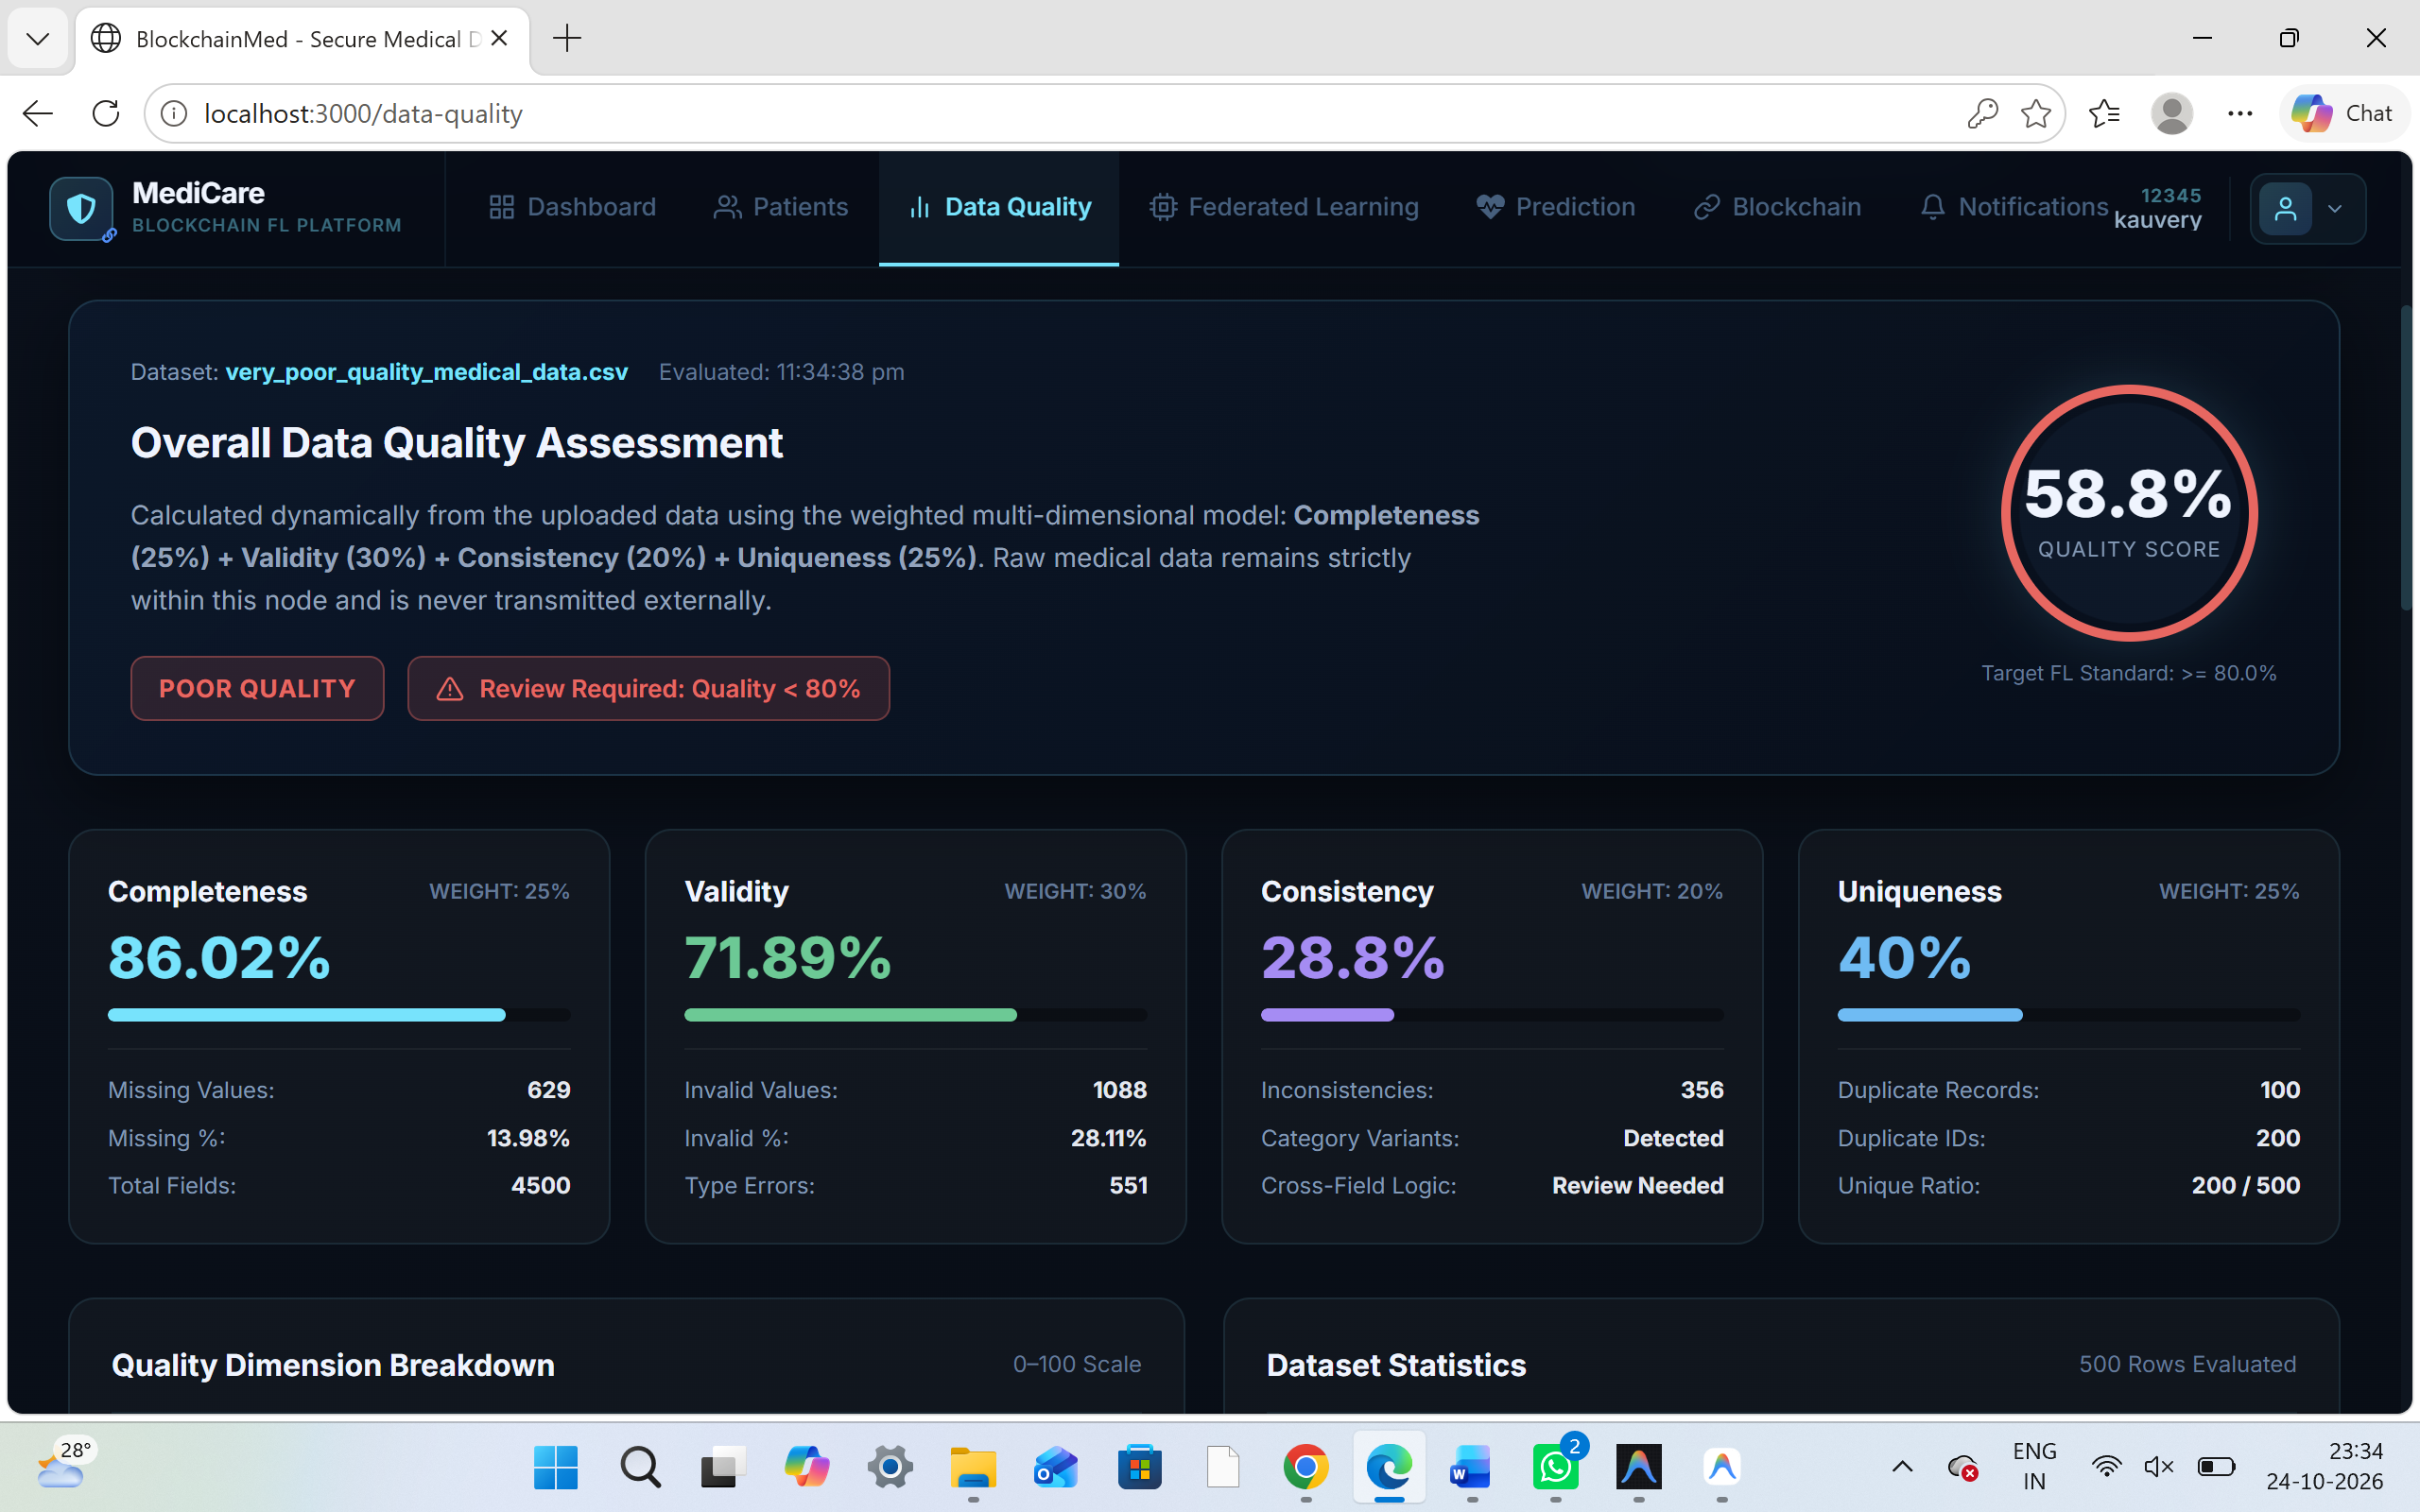 BlockchainMed - Secure Medical D
localhost:3000/data-quality
Chat
MediCare
BLOCKCHAIN FL PLATFORM
Dashboard
Patients
Data Quality
Federated Learning
Prediction
Blockchain
Notifications
12345
kauvery
Dataset: very_poor_quality_medical_data.csv Evaluated: 11:34:38 pm
Overall Data Quality Assessment
Calculated dynamically from the uploaded data using the weighted multi-dimensional model: Completeness
(25%) + Validity (30%) + Consistency (20%) + Uniqueness (25%). Raw medical data remains strictly
within this node and is never transmitted externally.
POOR QUALITY
Review Required: Quality < 80%
58.8%
QUALITY SCORE
Target FL Standard: >= 80.0%
Completeness WEIGHT: 25%
86.02%
Missing Values: 629
Missing %: 13.98%
Total Fields: 4500
Validity WEIGHT: 30%
71.89%
Invalid Values: 1088
Invalid %: 28.11%
Type Errors: 551
Consistency WEIGHT: 20%
28.8%
Inconsistencies: 356
Category Variants: Detected
Cross-Field Logic: Review Needed
Uniqueness WEIGHT: 25%
40%
Duplicate Records: 100
Duplicate IDs: 200
Unique Ratio: 200 / 500
Quality Dimension Breakdown 0–100 Scale
Dataset Statistics 500 Rows Evaluated
28°
O
W
2
ENG
IN
23:34
24-10-2026